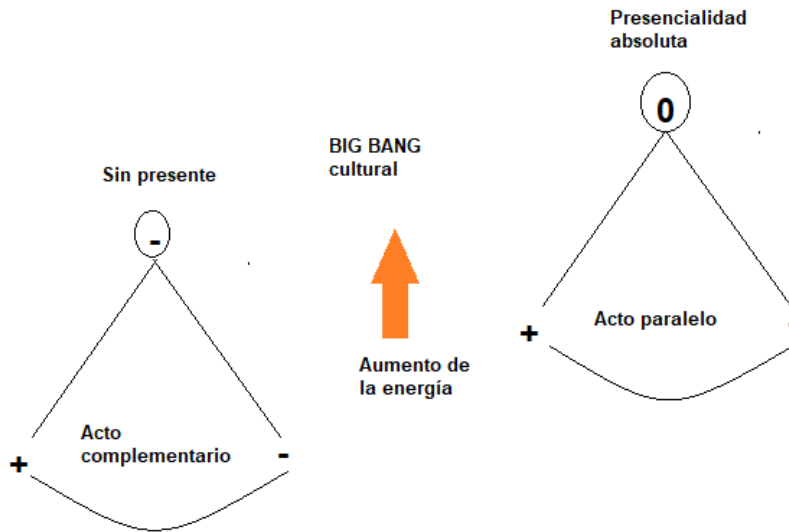 Presencialidad
absoluta
0
BIG BANG
cultural
Sin presente
-
Acto paralelo
+
Aumento de
la energía
Acto
complementario
+
-